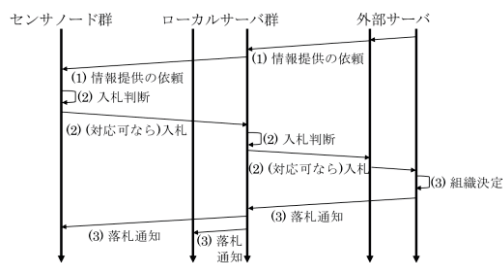 センサノード群
ローカルサーバ群
外部サーバ
(1) 情報提供の依頼
(1) 情報提供の依頼
(2) 入札判断
(2) (対応可なら)入札
(2) 入札判断
(2) (対応可なら)入札
(3) 組織決定
(3) 落札通知
(3) 落札通知
(3) 落札
通知